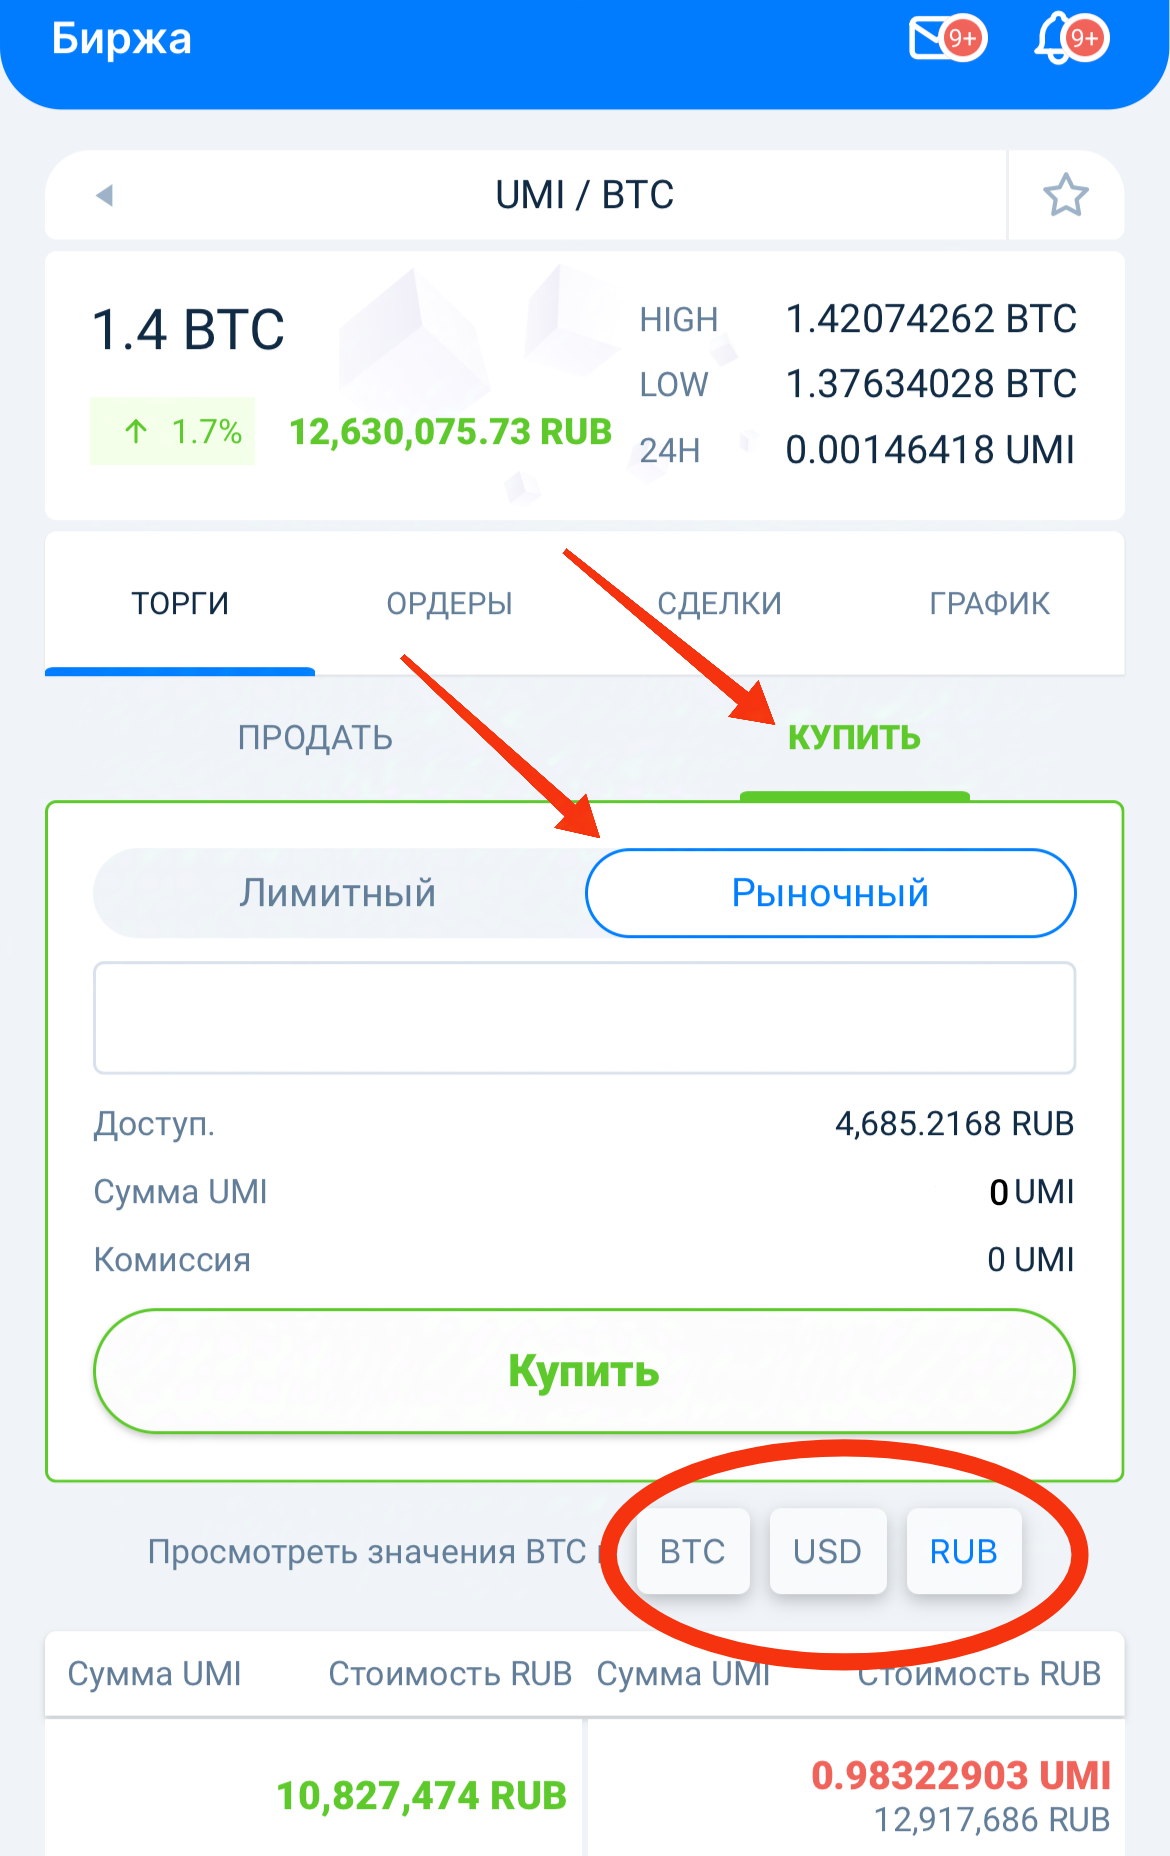 Биржа
9+
9+
UMI / BTC
1.4 BTC
HIGH 1.42074262 BTC
LOW 1.37634028 BTC
↑ 1.7% 12,630,075.73 RUB
24H 0.00146418 UMI
ТОРГИ ОРДЕРЫ СДЕЛКИ ГРАФИК
ПРОДАТЬ КУПИТЬ
Лимитный Рыночный
Доступ. 4,685.2168 RUB
Сумма UMI 0 UMI
Комиссия 0 UMI
Купить
Просмотреть значения BTC BTC USD RUB
Сумма UMI Стоимость RUB Сумма UMI Стоимость RUB
10,827,474 RUB
0.98322903 UMI
12,917,686 RUB